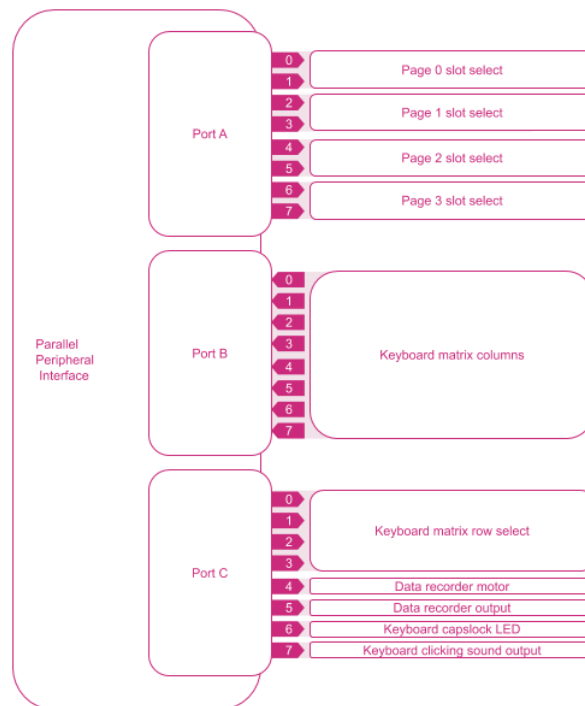 Parallel
Peripheral
Interface
Port A
0
1
2
3
4
5
6
7
Page 0 slot select
Page 1 slot select
Page 2 slot select
Page 3 slot select
Port B
0
1
2
3
4
5
6
7
Keyboard matrix columns
Port C
0
1
2
3
4
5
6
7
Keyboard matrix row select
Data recorder motor
Data recorder output
Keyboard capslock LED
Keyboard clicking sound output